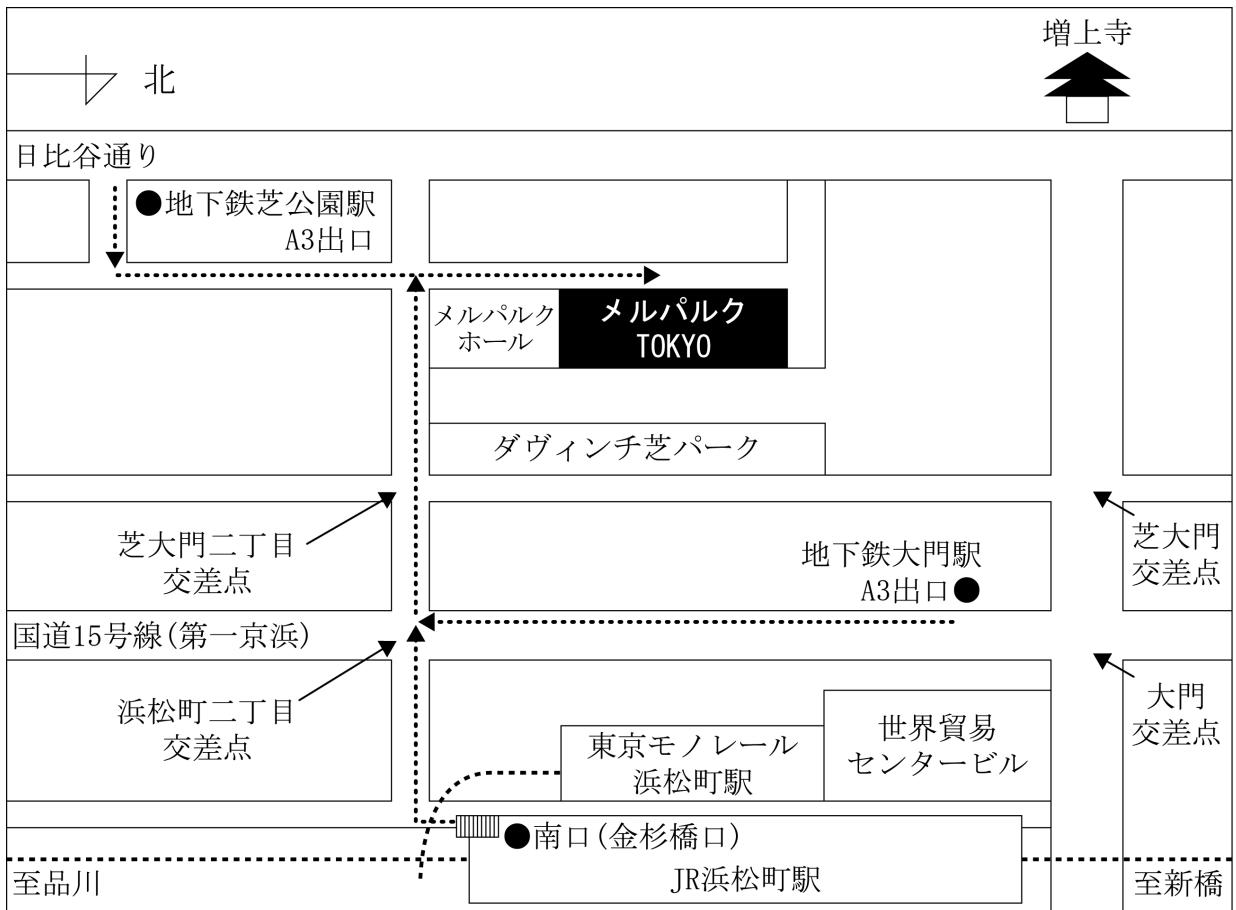 増上寺
北
日比谷通り
●地下鉄芝公園駅
A3出口
メルパルク
ホール
メルパルク
TOKYO
ダヴィンチ芝パーク
芝大門二丁目
交差点
地下鉄大門駅
A3出口●
芝大門
交差点
国道15号線(第一京浜)
浜松町二丁目
交差点
大門
交差点
世界貿易
センタービル
東京モノレール
浜松町駅
●南口(金杉橋口)
JR浜松町駅
至品川
至新橋